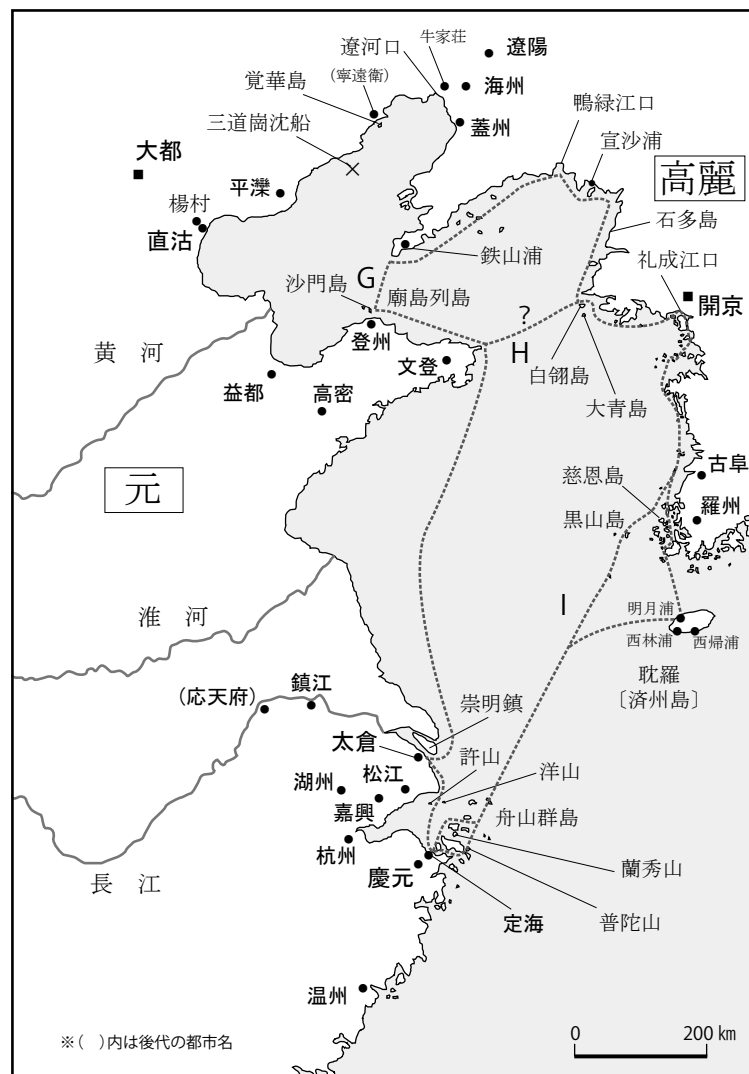 牛家荘
遼陽
遼河口
(寧遠衛)
海州
覚華島
三道崗沈船
蓋州
鴨緑江口
宣沙浦
高麗
大都
平灤
楊村
直沽
石多島
鉄山浦
礼成江口
G
沙門島
廟島列島
?
開京
登州
H
黄河
文登
白翎島
益都
高密
大青島
元
古阜
慈恩島
羅州
黒山島
I
淮河
明月浦
西林浦
西帰浦
耽羅
〔済州島〕
(応天府)
鎮江
崇明鎮
太倉
許山
洋山
湖州
松江
嘉興
舟山群島
杭州
蘭秀山
長江
慶元
定海
普陀山
温州
※( )内は後代の都市名
0
200 km